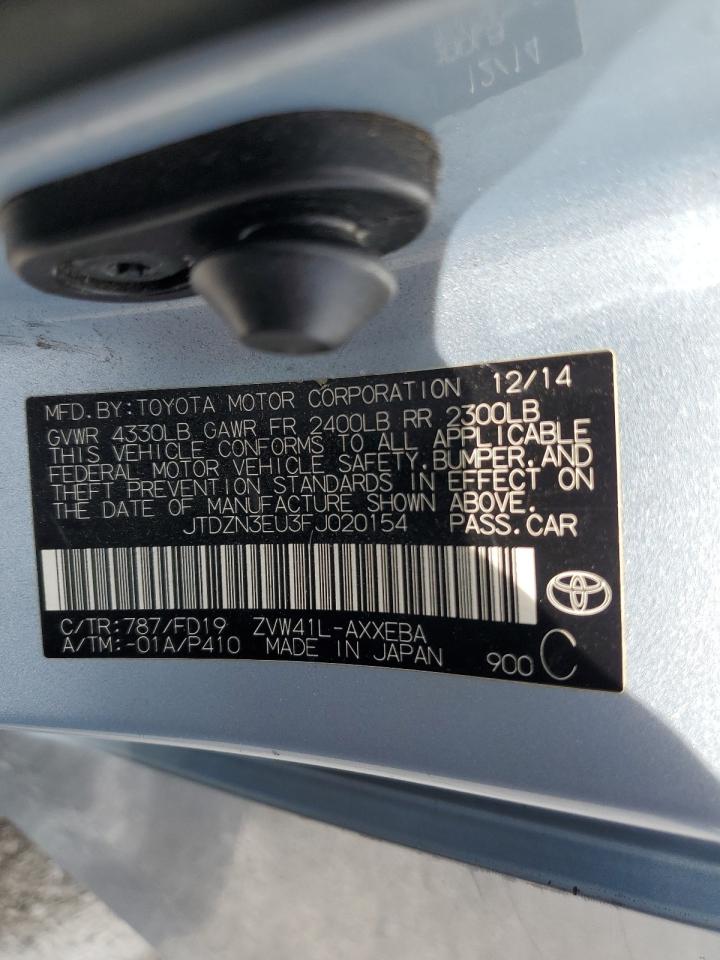 12/14
MFD.BY:TOYOTA MOTOR CORPORATION 12/14
GVWR 4330LB GAWR FR 2400LB RR 2300LB
THIS VEHICLE CONFORMS TO ALL APPLICABLE
FEDERAL MOTOR VEHICLE SAFETY,BUMPER,AND
THEFT PREVENTION STANDARDS IN EFFECT ON
THE DATE OF MANUFACTURE SHOWN ABOVE.
JTDZN3EU3FJ020154 PASS.CAR
C/TR:787/FD19 ZVW41L-AXXEBA
A/TM:-01A/P410 MADE IN JAPAN 900 C